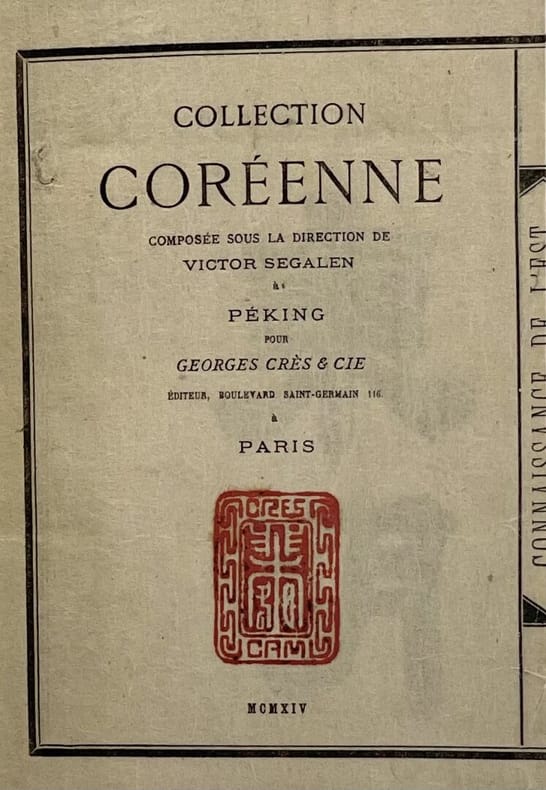 COLLECTION
CORÉENNE
COMPOSÉE SOUS LA DIRECTION DE
VICTOR SEGALEN
à
PÉKING
POUR
GEORGES CRÈS & CIE
ÉDITEUR, BOULEVARD SAINT-GERMAIN 116.
à
PARIS
CRES
CAMI
MCMXIV
CONNAISSANCE DE L'EST